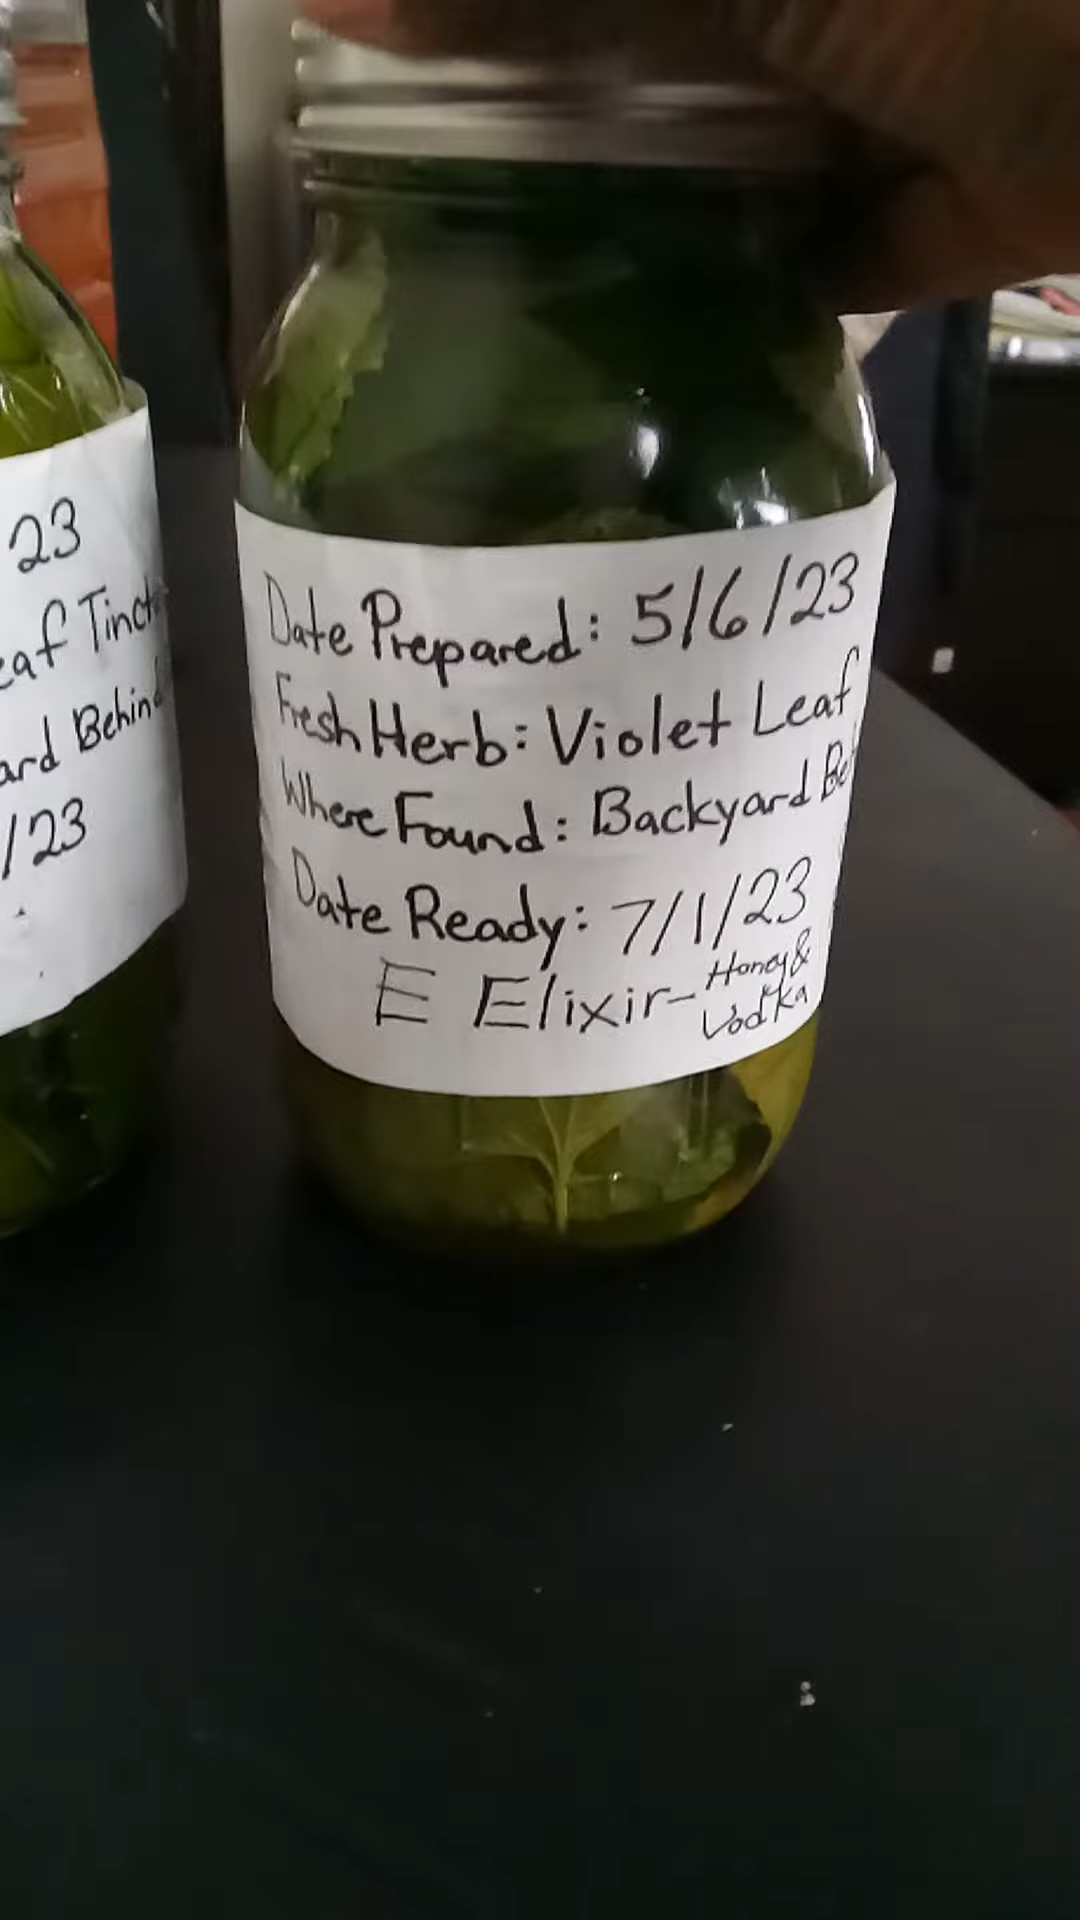 23
eaf Tinct
ard Behind
/23
Date Prepared: 5/6/23
Fresh Herb: Violet Leaf
Where Found: Backyard Be
Date Ready: 7/1/23
E Elixir- Honey &
Vodka